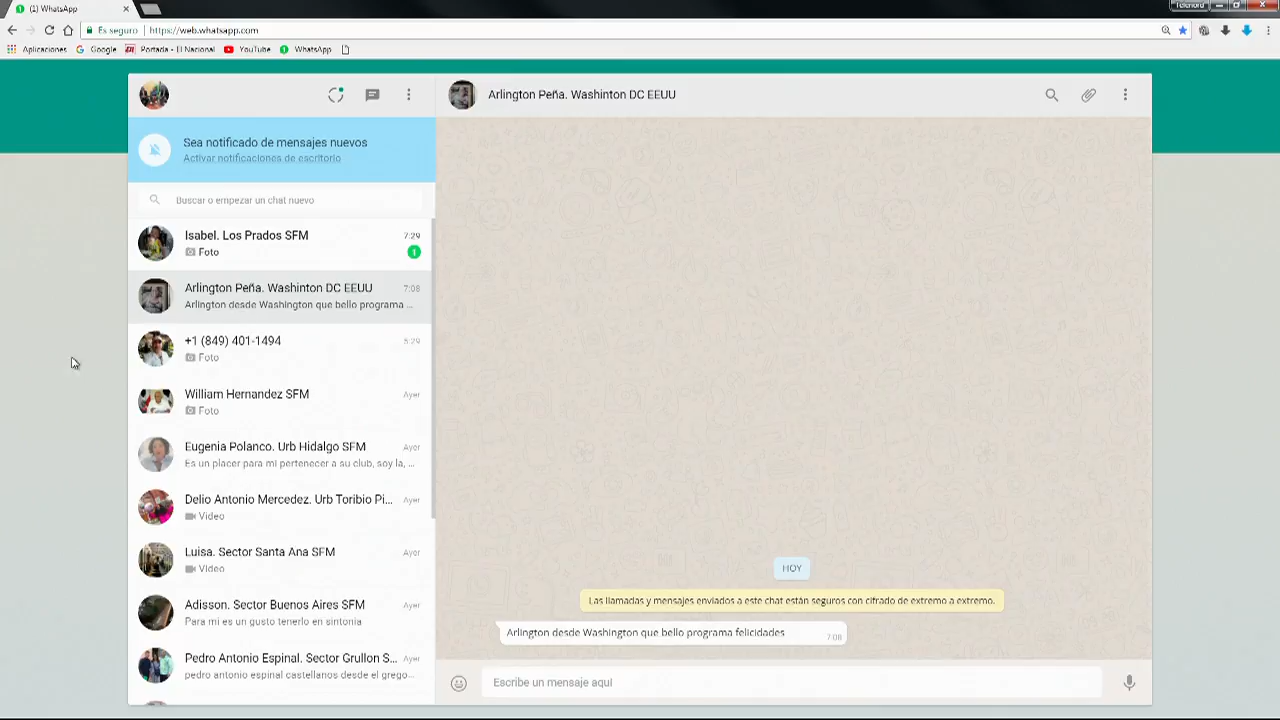 (1) WhatsApp
Telenord
Es seguro
https://web.whatsapp.com
Aplicaciones
Google
Portada - El Nacional
YouTube
WhatsApp
Arlington Peña. Washinton DC EEUU
Sea notificado de mensajes nuevos
Activar notificaciones de escritorio
Buscar o empezar un chat nuevo
Isabel. Los Prados SFM
7:29
Foto
1
Arlington Peña. Washinton DC EEUU
7:08
Arlington desde Washington que bello programa ...
+1 (849) 401-1494
5:29
Foto
William Hernandez SFM
Ayer
Foto
Eugenia Polanco. Urb Hidalgo SFM
Ayer
Es un placer para mi pertenecer a su club, soy la, ...
Delio Antonio Mercedez. Urb Toribio Pi...
Ayer
Video
Luisa. Sector Santa Ana SFM
Ayer
Video
Adisson. Sector Buenos Aires SFM
Ayer
Para mi es un gusto tenerlo en sintonia
Pedro Antonio Espinal. Sector Grullon S...
Ayer
pedro antonio espinal castellanos desde el grego...
HOY
Las llamadas y mensajes enviados a este chat están seguros con cifrado de extremo a extremo.
Arlington desde Washington que bello programa felicidades
7:08
Escribe un mensaje aquí